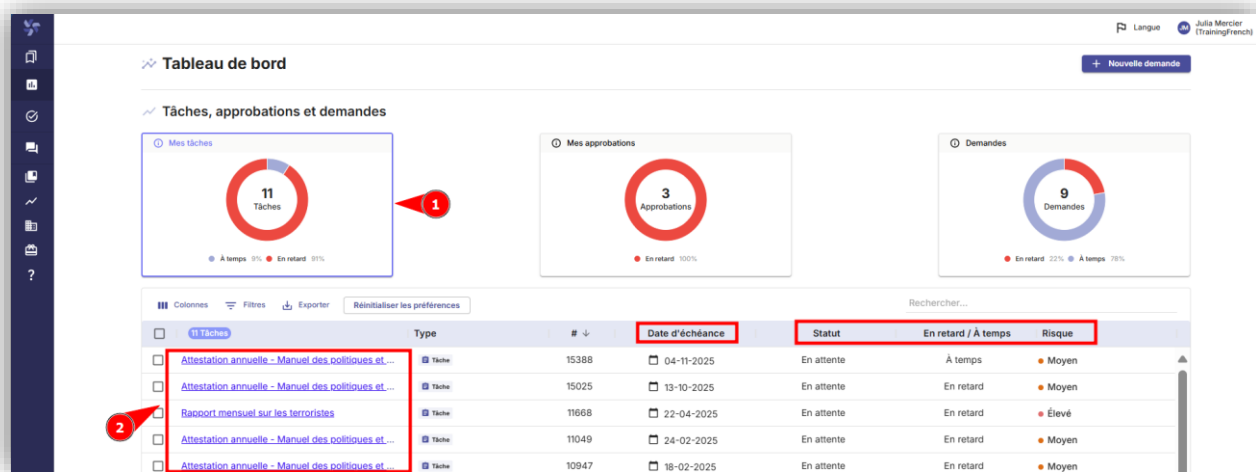 Langue
JM
Julia Mercier
(TrainingFrench)
Tableau de bord
+ Nouvelle demande
Tâches, approbations et demandes
Mes tâches
11
Tâches
À temps 9% En retard 91%
1
Mes approbations
3
Approbations
En retard 100%
Demandes
9
Demandes
En retard 22% À temps 78%
Colonnes Filtres Exporter Réinitialiser les préférences Rechercher...
11 Tâches Type # ↓ Date d'échéance Statut En retard / À temps Risque
Attestation annuelle - Manuel des politiques et ... Tâche 15388 04-11-2025 En attente À temps Moyen
Attestation annuelle - Manuel des politiques et ... Tâche 15025 13-10-2025 En attente En retard Moyen
Rapport mensuel sur les terroristes Tâche 11668 22-04-2025 En attente En retard Élevé
2
Attestation annuelle - Manuel des politiques et ... Tâche 11049 24-02-2025 En attente En retard Moyen
Attestation annuelle - Manuel des politiques et ... Tâche 10947 18-02-2025 En attente En retard Moyen
?